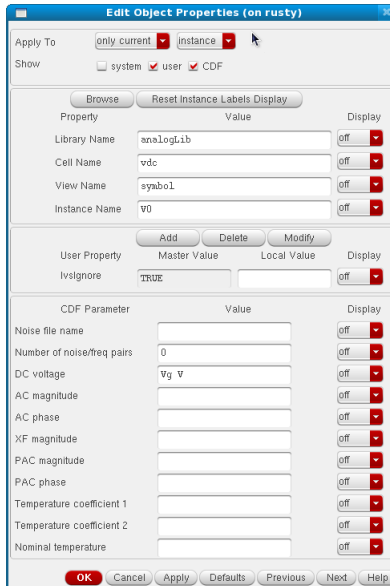 Edit Object Properties (on rusty)
Apply To only current instance
Show system user CDF
Browse Reset Instance Labels Display
Property Value Display
Library Name analogLib off
Cell Name vdc off
View Name symbol off
Instance Name V0 off
Add Delete Modify
User Property Master Value Local Value Display
lvsIgnore TRUE off
CDF Parameter Value Display
Noise file name off
Number of noise/freq pairs 0 off
DC voltage Vg V off
AC magnitude off
AC phase off
XF magnitude off
PAC magnitude off
PAC phase off
Temperature coefficient 1 off
Temperature coefficient 2 off
Nominal temperature off
OK Cancel Apply Defaults Previous Next Help